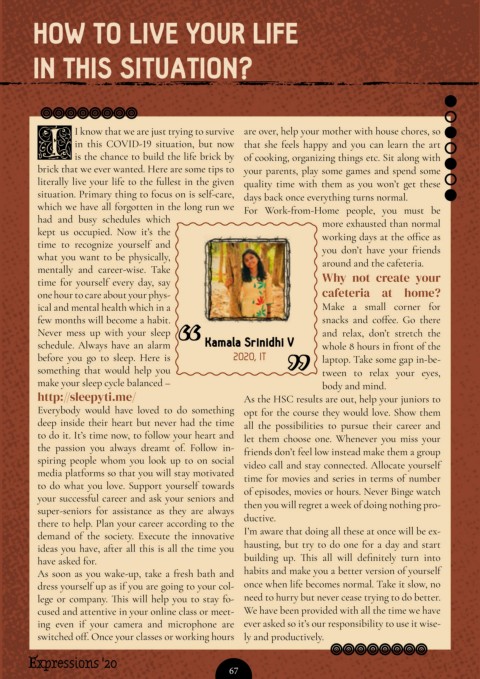 HOW TO LIVE YOUR LIFE
IN THIS SITUATION?
I I know that we are just trying to survive
in this COVID-19 situation, but now
is the chance to build the life brick by
brick that we ever wanted. Here are some tips to
literally live your life to the fullest in the given
situation. Primary thing to focus on is self-care,
which we have all forgotten in the long run we
had and busy schedules which
kept us occupied. Now it's the
time to recognize yourself and
what you want to be physically,
mentally and career-wise. Take
time for yourself every day, say
one hour to care about your phys-
ical and mental health which in a
few months will become a habit.
Never mess up with your sleep
schedule. Always have an alarm
before you go to sleep. Here is
something that would help you
make your sleep cycle balanced –
http://sleepyti.me/
Everybody would have loved to do something
deep inside their heart but never had the time
to do it. It's time now, to follow your heart and
the passion you always dreamt of. Follow in-
spiring people whom you look up to on social
media platforms so that you will stay motivated
to do what you love. Support yourself towards
your successful career and ask your seniors and
super-seniors for assistance as they are always
there to help. Plan your career according to the
demand of the society. Execute the innovative
ideas you have, after all this is all the time you
have asked for.
As soon as you wake-up, take a fresh bath and
dress yourself up as if you are going to your col-
lege or company. This will help you to stay fo-
cused and attentive in your online class or meet-
ing even if your camera and microphone are
switched off. Once your classes or working hours
are over, help your mother with house chores, so
that she feels happy and you can learn the art
of cooking, organizing things etc. Sit along with
your parents, play some games and spend some
quality time with them as you won't get these
days back once everything turns normal.
For Work-from-Home people, you must be
more exhausted than normal
working days at the office as
you don't have your friends
around and the cafeteria.
Why not create your
cafeteria at home?
Make a small corner for
snacks and coffee. Go there
and relax, don't stretch the
whole 8 hours in front of the
laptop. Take some gap in-be-
tween to relax your eyes,
body and mind.
As the HSC results are out, help your juniors to
opt for the course they would love. Show them
all the possibilities to pursue their career and
let them choose one. Whenever you miss your
friends don't feel low instead make them a group
video call and stay connected. Allocate yourself
time for movies and series in terms of number
of episodes, movies or hours. Never Binge watch
then you will regret a week of doing nothing pro-
ductive.
I'm aware that doing all these at once will be ex-
hausting, but try to do one for a day and start
building up. This all will definitely turn into
habits and make you a better version of yourself
once when life becomes normal. Take it slow, no
need to hurry but never cease trying to do better.
We have been provided with all the time we have
ever asked so it's our responsibility to use it wise-
ly and productively.
Kamala Srinidhi V
2020, IT
Expressions '20
67